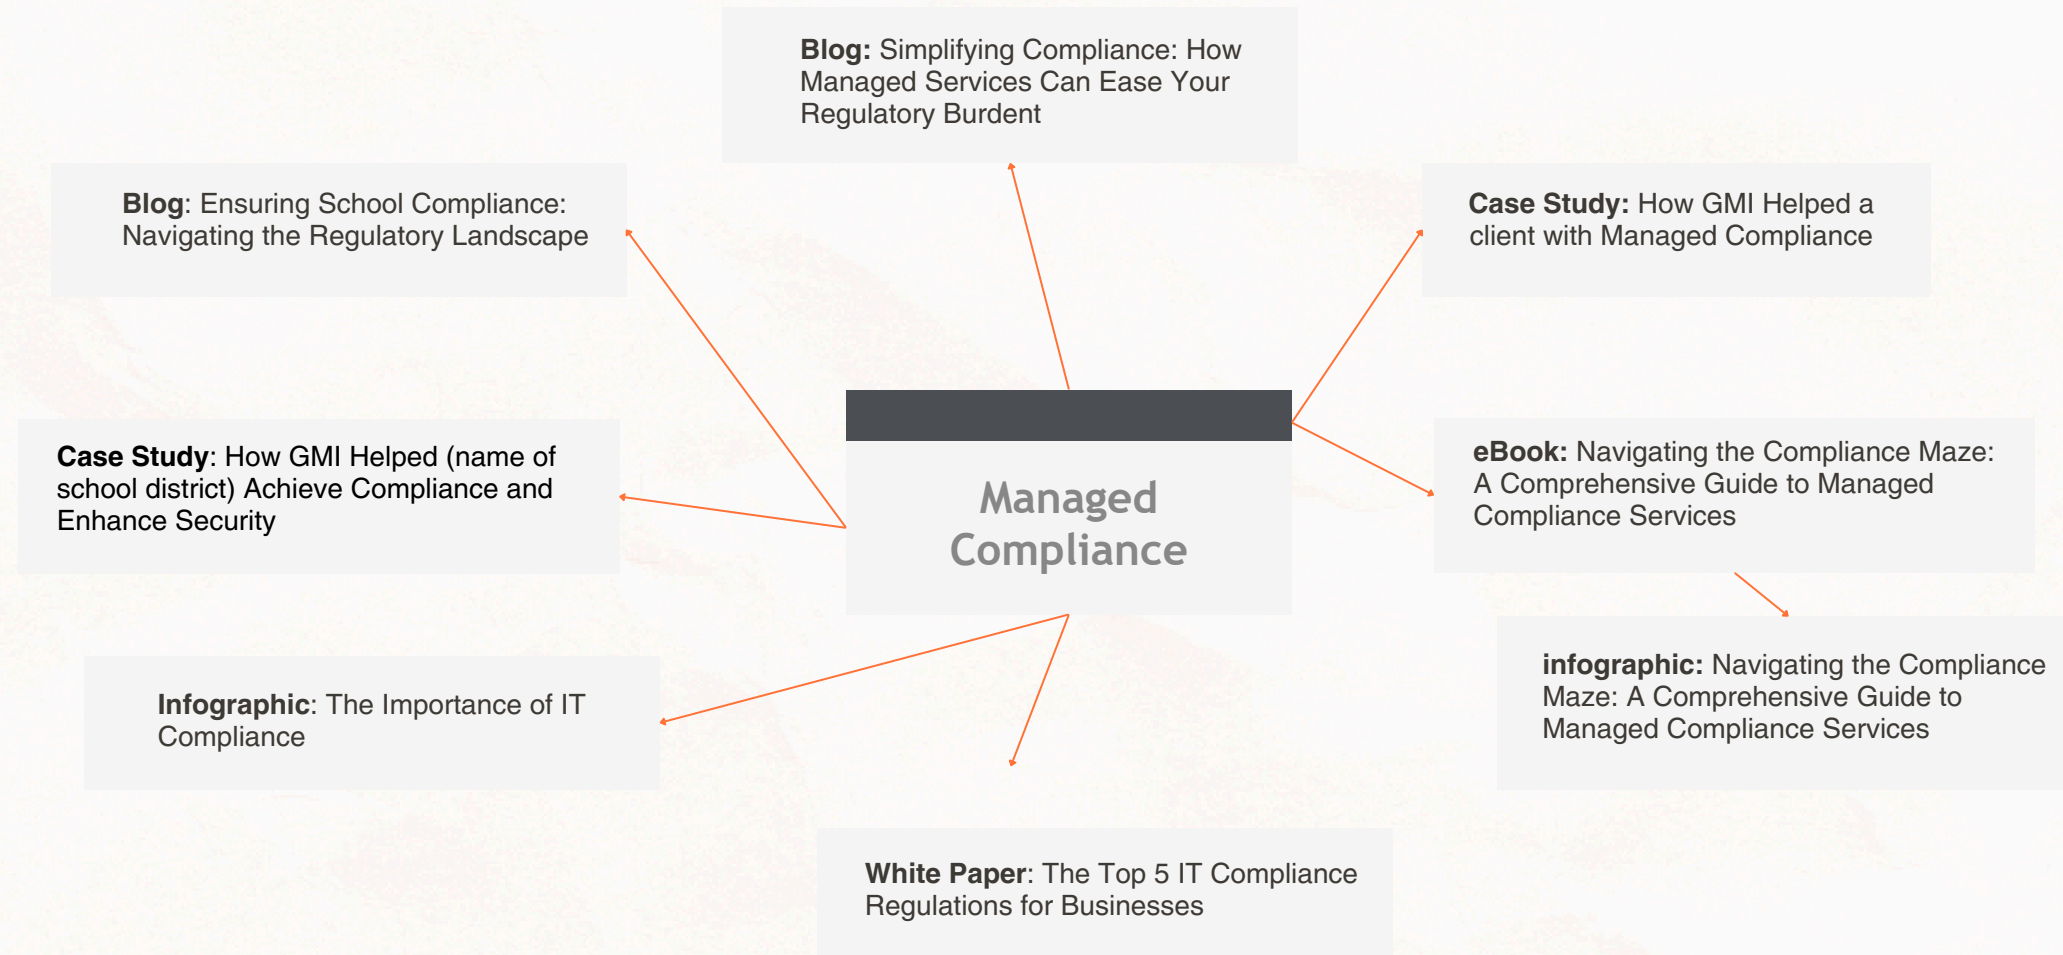 Blog: Simplifying Compliance: How
Managed Services Can Ease Your
Regulatory Burdent
Blog: Ensuring School Compliance:
Navigating the Regulatory Landscape
Case Study: How GMI Helped a
client with Managed Compliance
Case Study: How GMI Helped (name of
school district) Achieve Compliance and
Enhance Security
Managed
Compliance
eBook: Navigating the Compliance Maze:
A Comprehensive Guide to Managed
Compliance Services
Infographic: The Importance of IT
Compliance
infographic: Navigating the Compliance
Maze: A Comprehensive Guide to
Managed Compliance Services
White Paper: The Top 5 IT Compliance
Regulations for Businesses